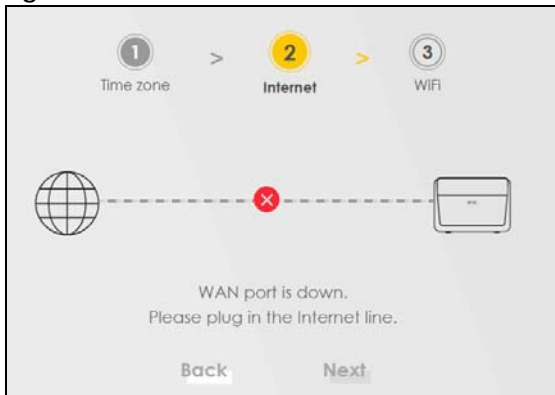 1 > 2 > 3
Time zone Internet WiFi
WAN port is down.
Please plug in the Internet line.
Back Next